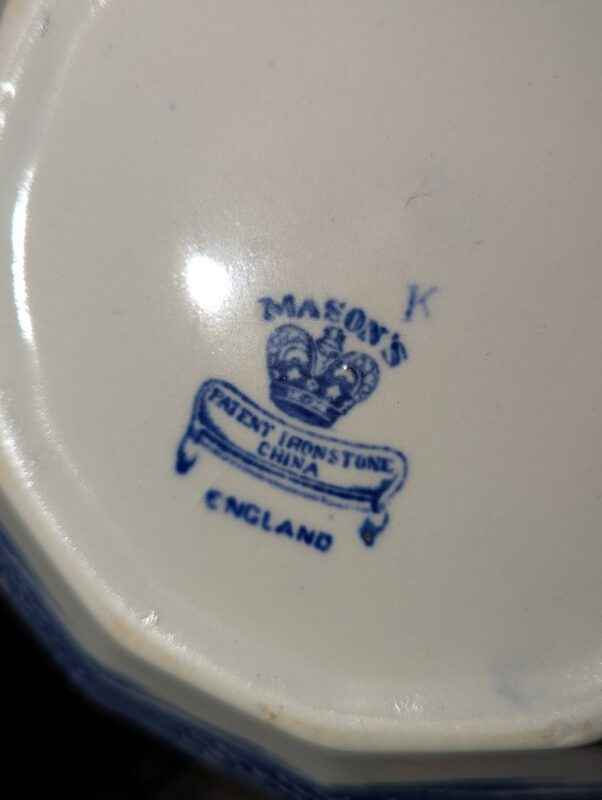 MASON'S
K
PATENT IRONSTONE
CHINA
ENGLAND